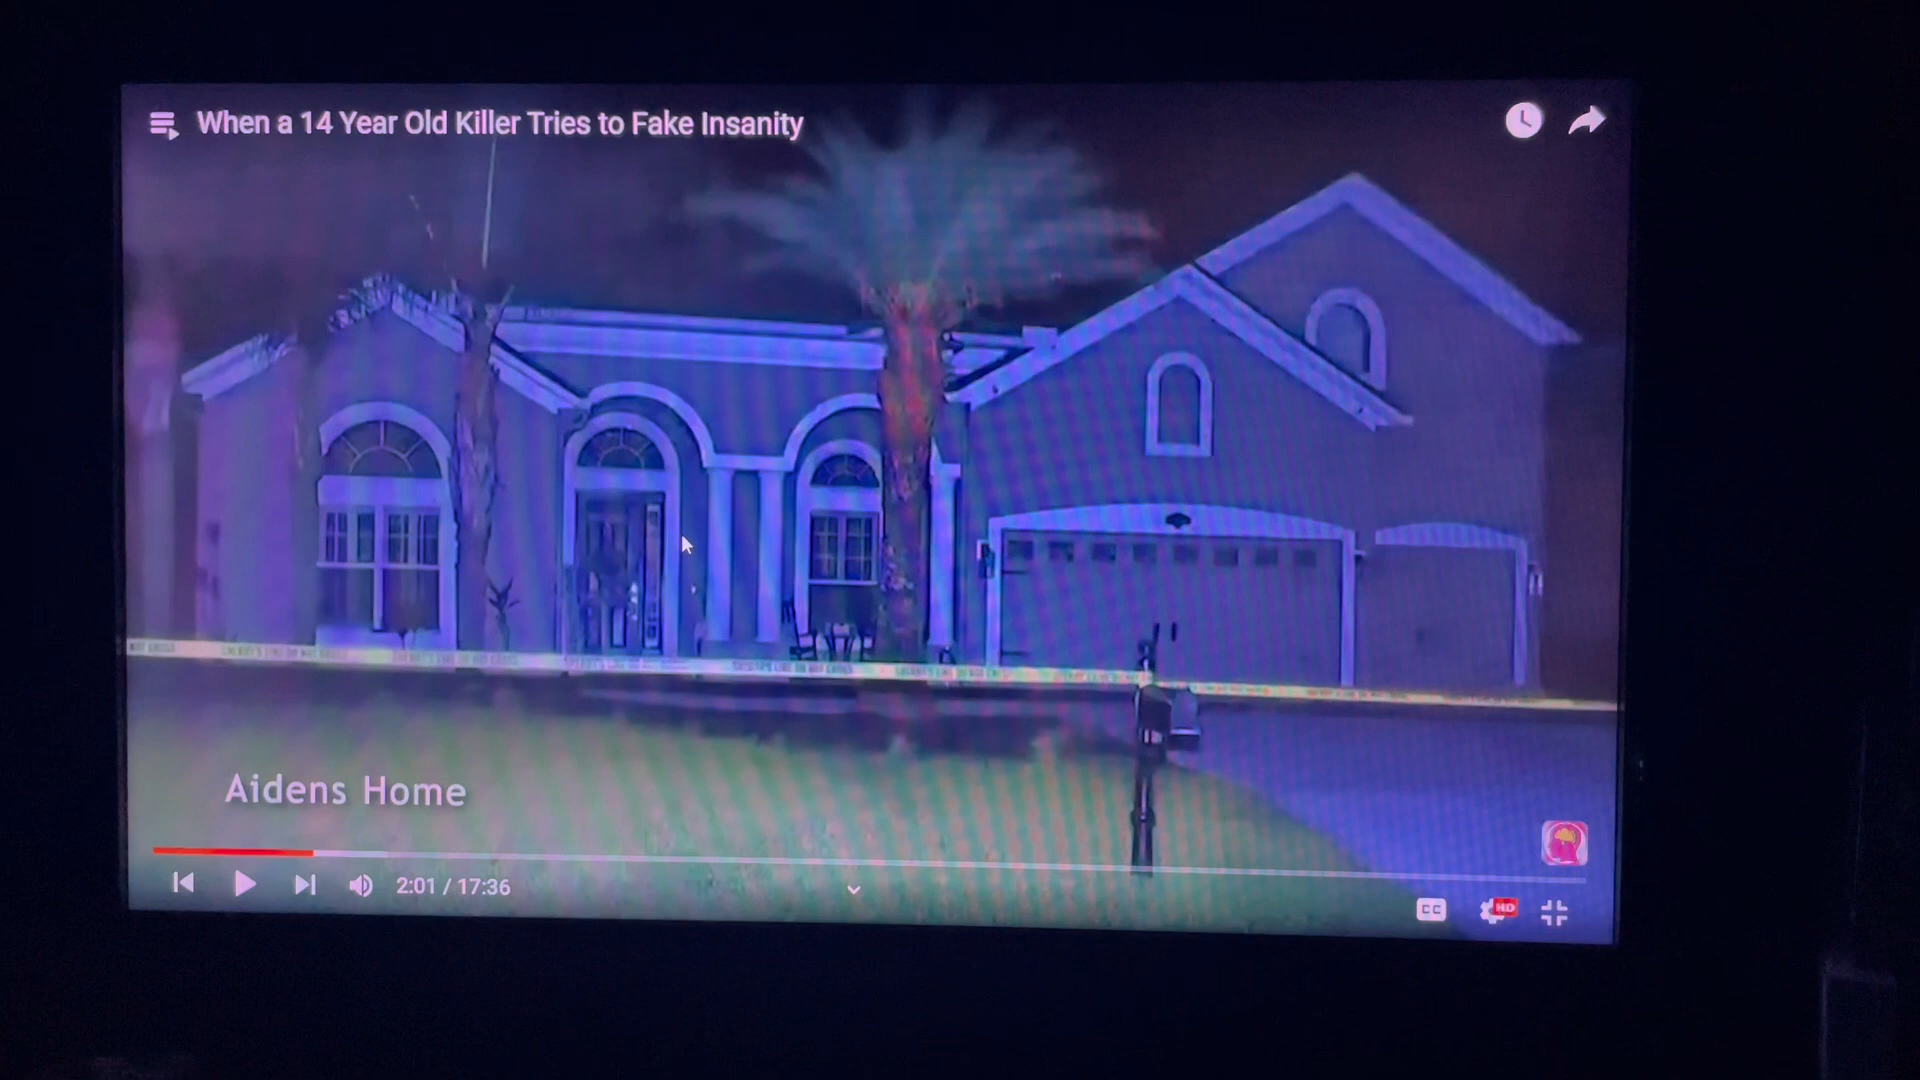 When a 14 Year Old Killer Tries to Fake Insanity
Aidens Home
2:01 / 17:36
CC
HD